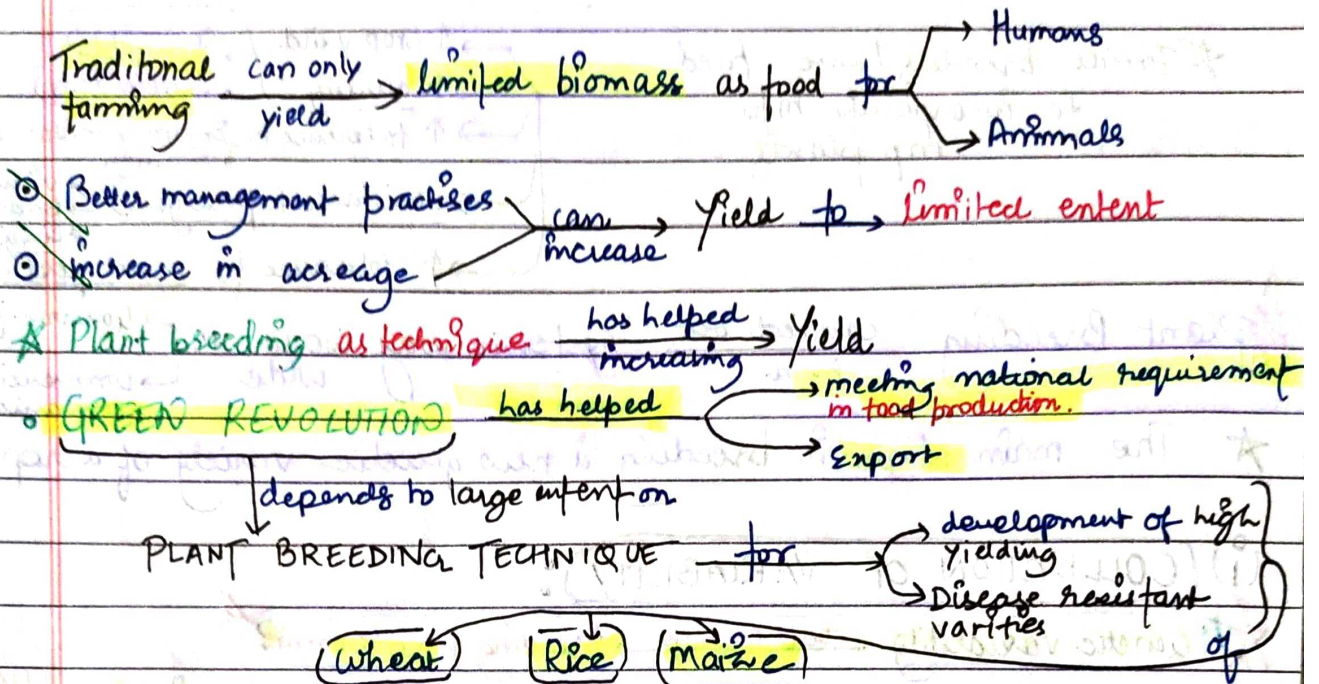 Humans
Traditonal can only limited biomass as food for
farming yield
Animals
Better management practises can Yield to limited extent
increase in acreage increase
Plant breeding as technique has helped increasing Yield
meeting national requirement
GREEN REVOLUTION has helped in food production.
Export
depends to large extent on
development of high
PLANT BREEDING TECHNIQUE for yielding
Disease resistant
varities
Wheat Rice Maize of